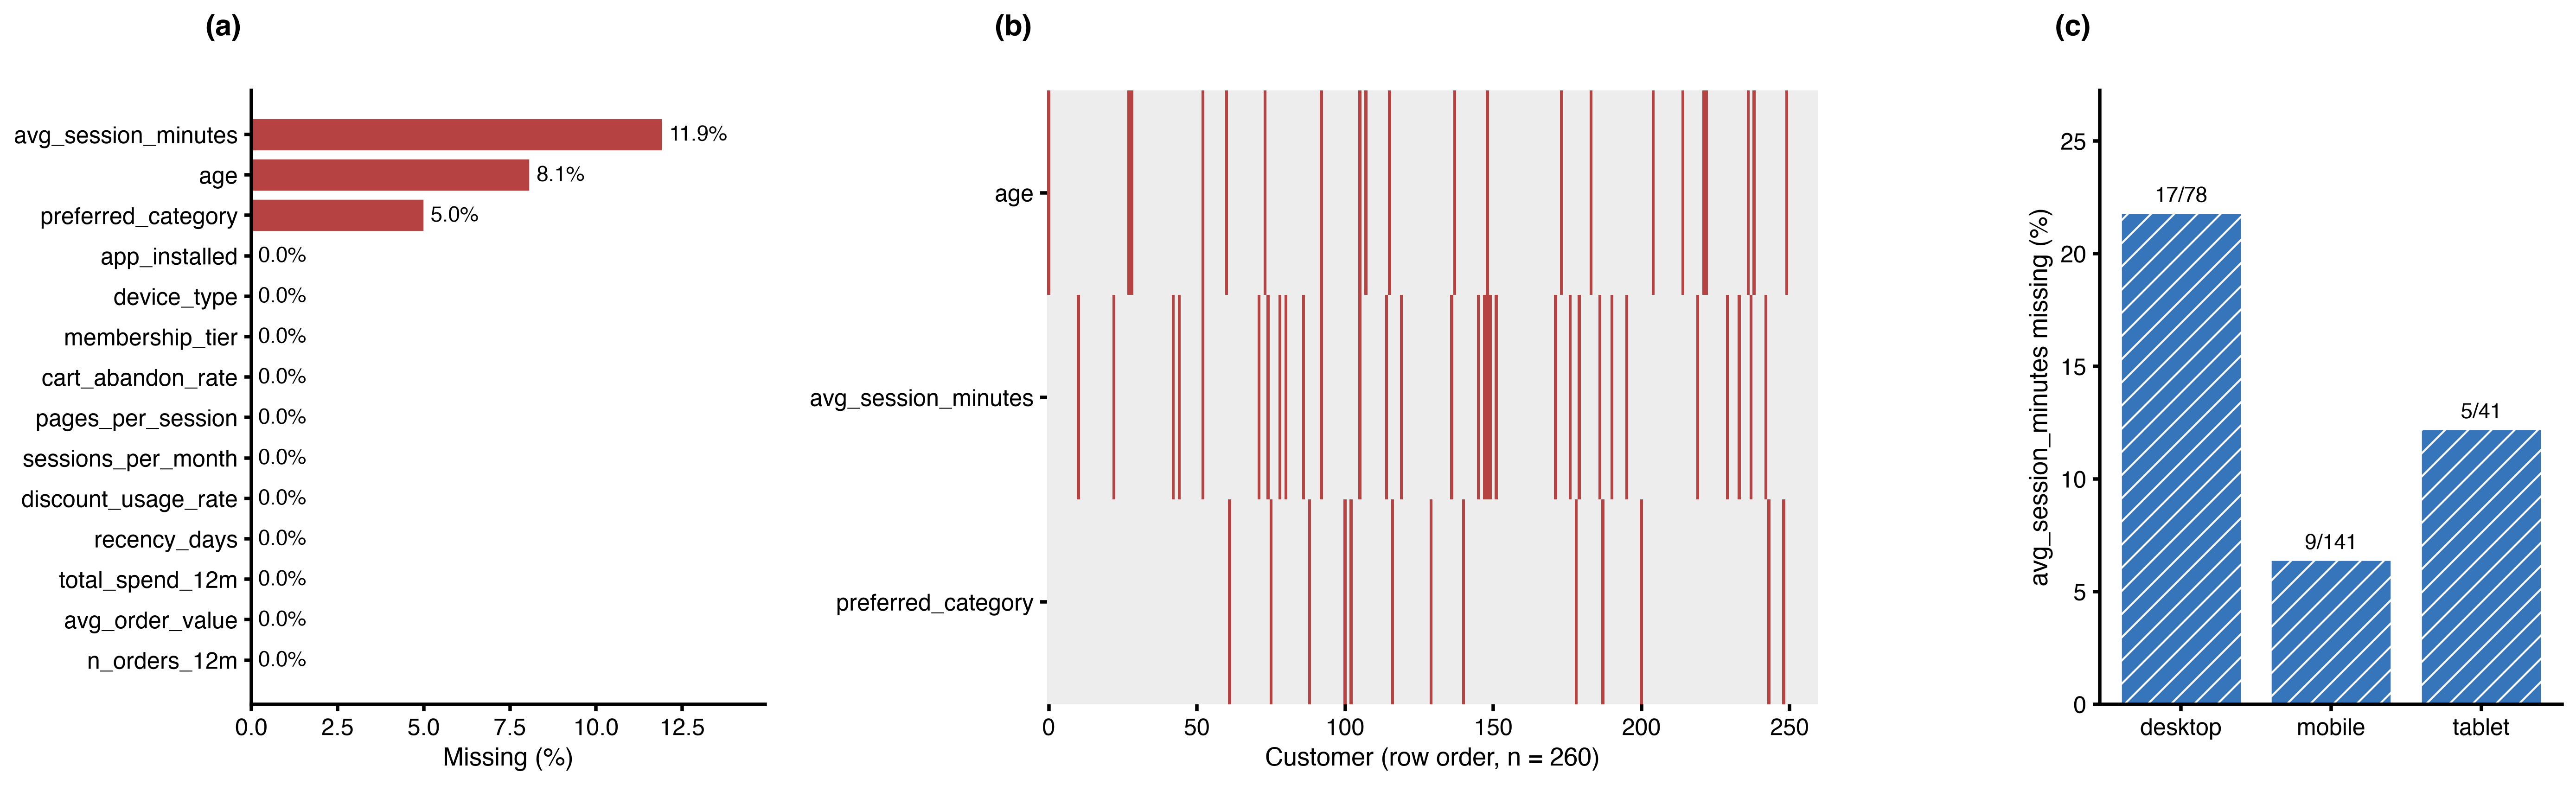 (a)
avg_session_minutes 11.9%
age 8.1%
preferred_category 5.0%
app_installed 0.0%
device_type 0.0%
membership_tier 0.0%
cart_abandon_rate 0.0%
pages_per_session 0.0%
sessions_per_month 0.0%
discount_usage_rate 0.0%
recency_days 0.0%
total_spend_12m 0.0%
avg_order_value 0.0%
n_orders_12m 0.0%
0.0 2.5 5.0 7.5 10.0 12.5
Missing (%)
(b)
age
avg_session_minutes
preferred_category
0 50 100 150 200 250
Customer (row order, n = 260)
(c)
avg_session_minutes missing (%)
25
20
15
10
5
0
17/78
9/141
5/41
desktop mobile tablet